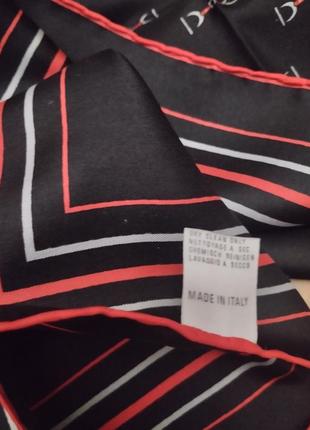 DRY CLEAN ONLY
NETTOYAGE A SEC
CHEMISCH REINIGEN
LAVAGGIO A SECCO
MADE IN ITALY